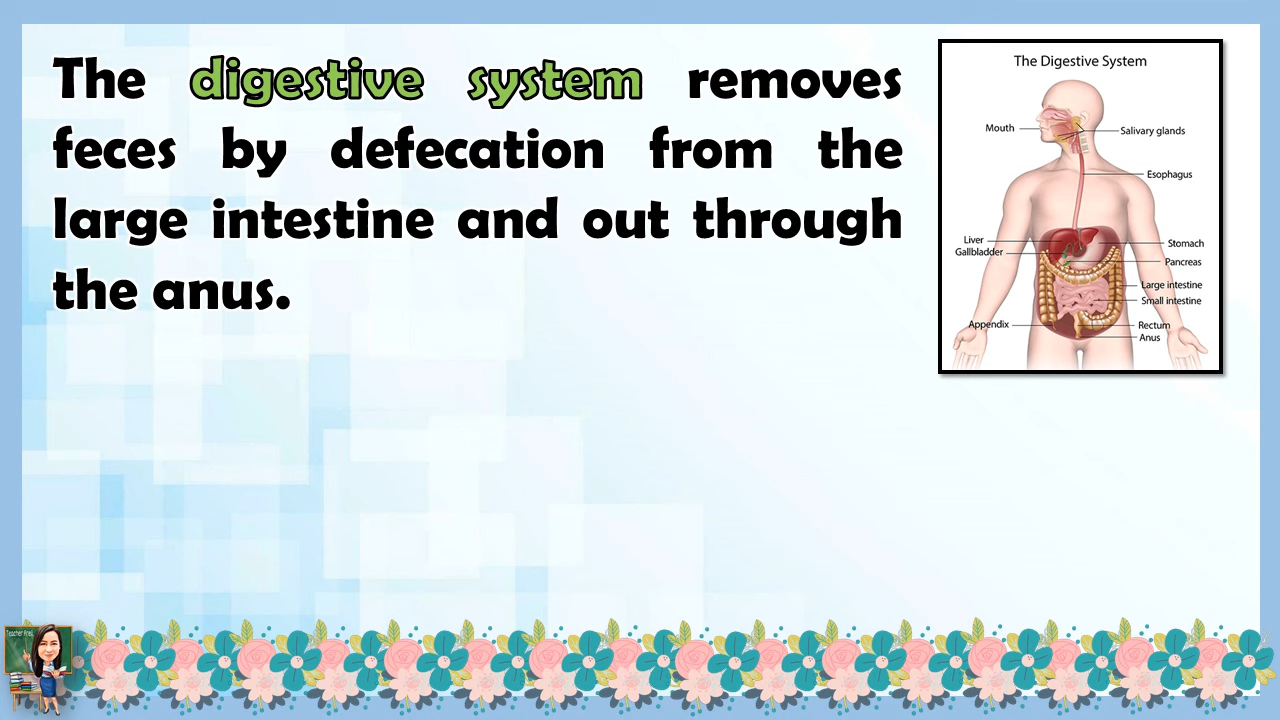 The digestive system removes
feces by defecation from the
large intestine and out through
the anus.
The Digestive System
Mouth
Salivary glands
Esophagus
Liver
Gallbladder
Stomach
Pancreas
Large intestine
Small intestine
Appendix
Rectum
Anus